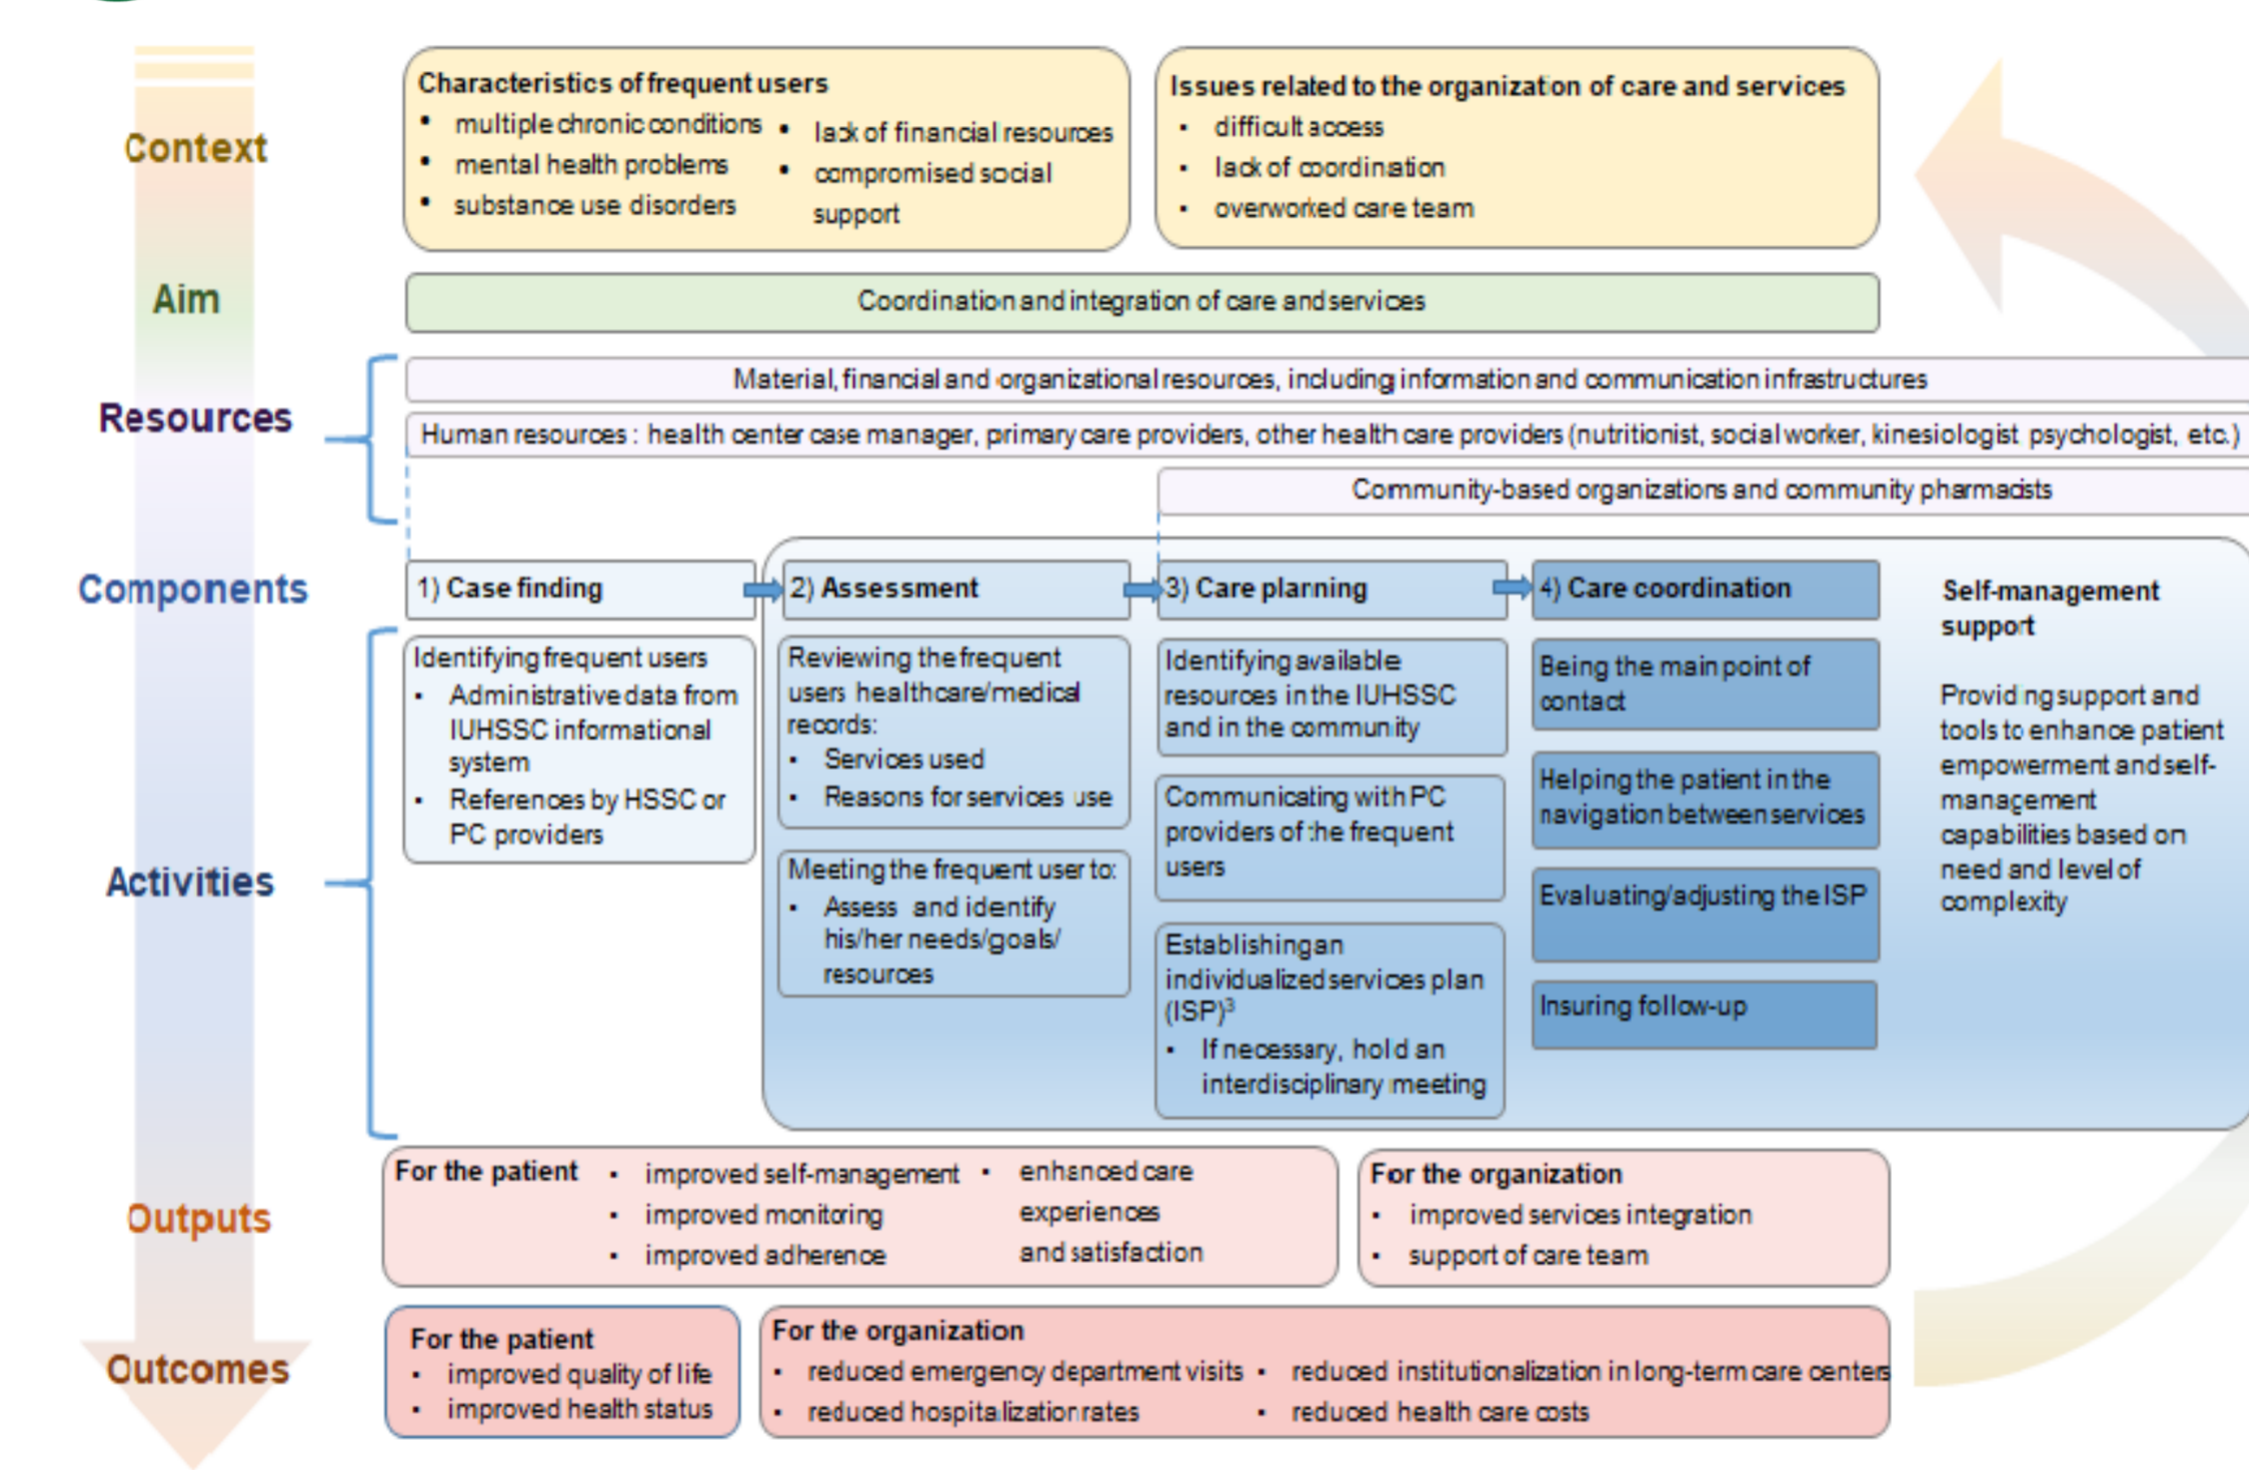 Context
Characteristics of frequent users
• multiple chronic conditions
• mental health problems
• substance use disorders
• lack of financial resources
• compromised social
support
Issues related to the organization of care and services
• difficult access
• lack of coordination
• overworked care team
Aim
Coordination and integration of care and services
Resources
Material, financial and organizational resources, including information and communication infrastructures
Human resources : health center case manager, primary care providers, other health care providers (nutritionist, social worker, kinesiologist psychologist, etc.)
Community-based organizations and community pharmacists
Components
1) Case finding
2) Assessment
3) Care planning
4) Care coordination
Self-management
support
Activities
Identifying frequent users
• Administrative data from
IUHSSC informational
system
• References by HSSC or
PC providers
Reviewing the frequent
users healthcare/medical
records:
• Services used
• Reasons for services use
Meeting the frequent user to:
• Assess and identify
his/her needs/goals/
resources
Identifying available
resources in the IUHSSC
and in the community
Communicating with PC
providers of the frequent
users
Establishing an
individualized services plan
(ISP)³
• If necessary, hold an
interdisciplinary meeting
Being the main point of
contact
Helping the patient in the
navigation between services
Evaluating/adjusting the ISP
Insuring follow-up
Providing support and
tools to enhance patient
empowerment and self-
management
capabilities based on
need and level of
complexity
Outputs
For the patient
• improved self-management
• improved monitoring
• improved adherence
• enhanced care
experiences
and satisfaction
For the organization
• improved services integration
• support of care team
Outcomes
For the patient
• improved quality of life
• improved health status
For the organization
• reduced emergency department visits
• reduced hospitalization rates
• reduced institutionalization in long-term care centers
• reduced health care costs